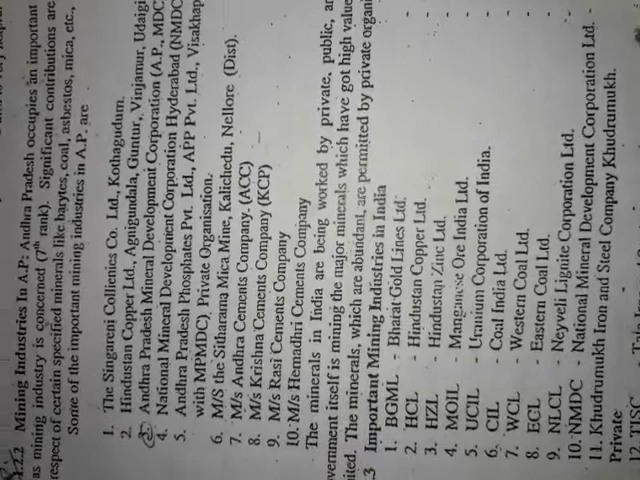 1.2.2 Mining Industries In A.P: Andhra Pradesh occupies an important
as mining industry is concerned (7th rank). Significant contributions are
respect of certain specified minerals like barytes, coal, asbestos, mica, etc.,
Some of the important mining industries in A.P. are
1. The Singareni Collienies Co. Ltd., Kothagudum.
2. Hindustan Copper Ltd., Agnigundala, Guntur, Vinjamur, Udaigi
3. Andhra Pradesh Mineral Development Corporation (A.P., MDC
4. National Mineral Development Corporation Hyderabad (NMDC
5. Andhra Pradesh Phosphates Pvt. Ltd., APP Pvt. Ltd., Visakhap
with MPMDC) Private Organisation.
6. M/S the Sitharama Mica Mine, Kalichedu, Nellore (Dist).
7. M/s Andhra Cements Company. (ACC)
8. M/s Krishna Cements Company (KCP)
9. M/s Rasi Cements Company
10. M/s Hemadhri Cements Company
The minerals in India are being worked by private, public, an
vernment itself is mining the major minerals which have got high value
ited. The minerals, which are abundant, are permitted by private organi
.3 Important Mining Industries in India
1. BGML - Bharat Gold Lines Ltd. -
2. HCL - Hindustan Copper Ltd. -
3. HZL - Hindustan Zinc Ltd. -
4. MOIL - Manganese Ore India Ltd. -
5. UCIL - Uranium Corporation of India. -
6. CIL - Coal India Ltd. -
7. WCL - Western Coal Ltd. -
8. ECL - Eastern Coal Ltd. -
9. NLCL - Neyveli Lignite Corporation Ltd. -
10. NMDC - National Mineral Development Corporation Ltd. -
11. Khudrumukh Iron and Steel Company Khudrumukh.
Private
12. TISC